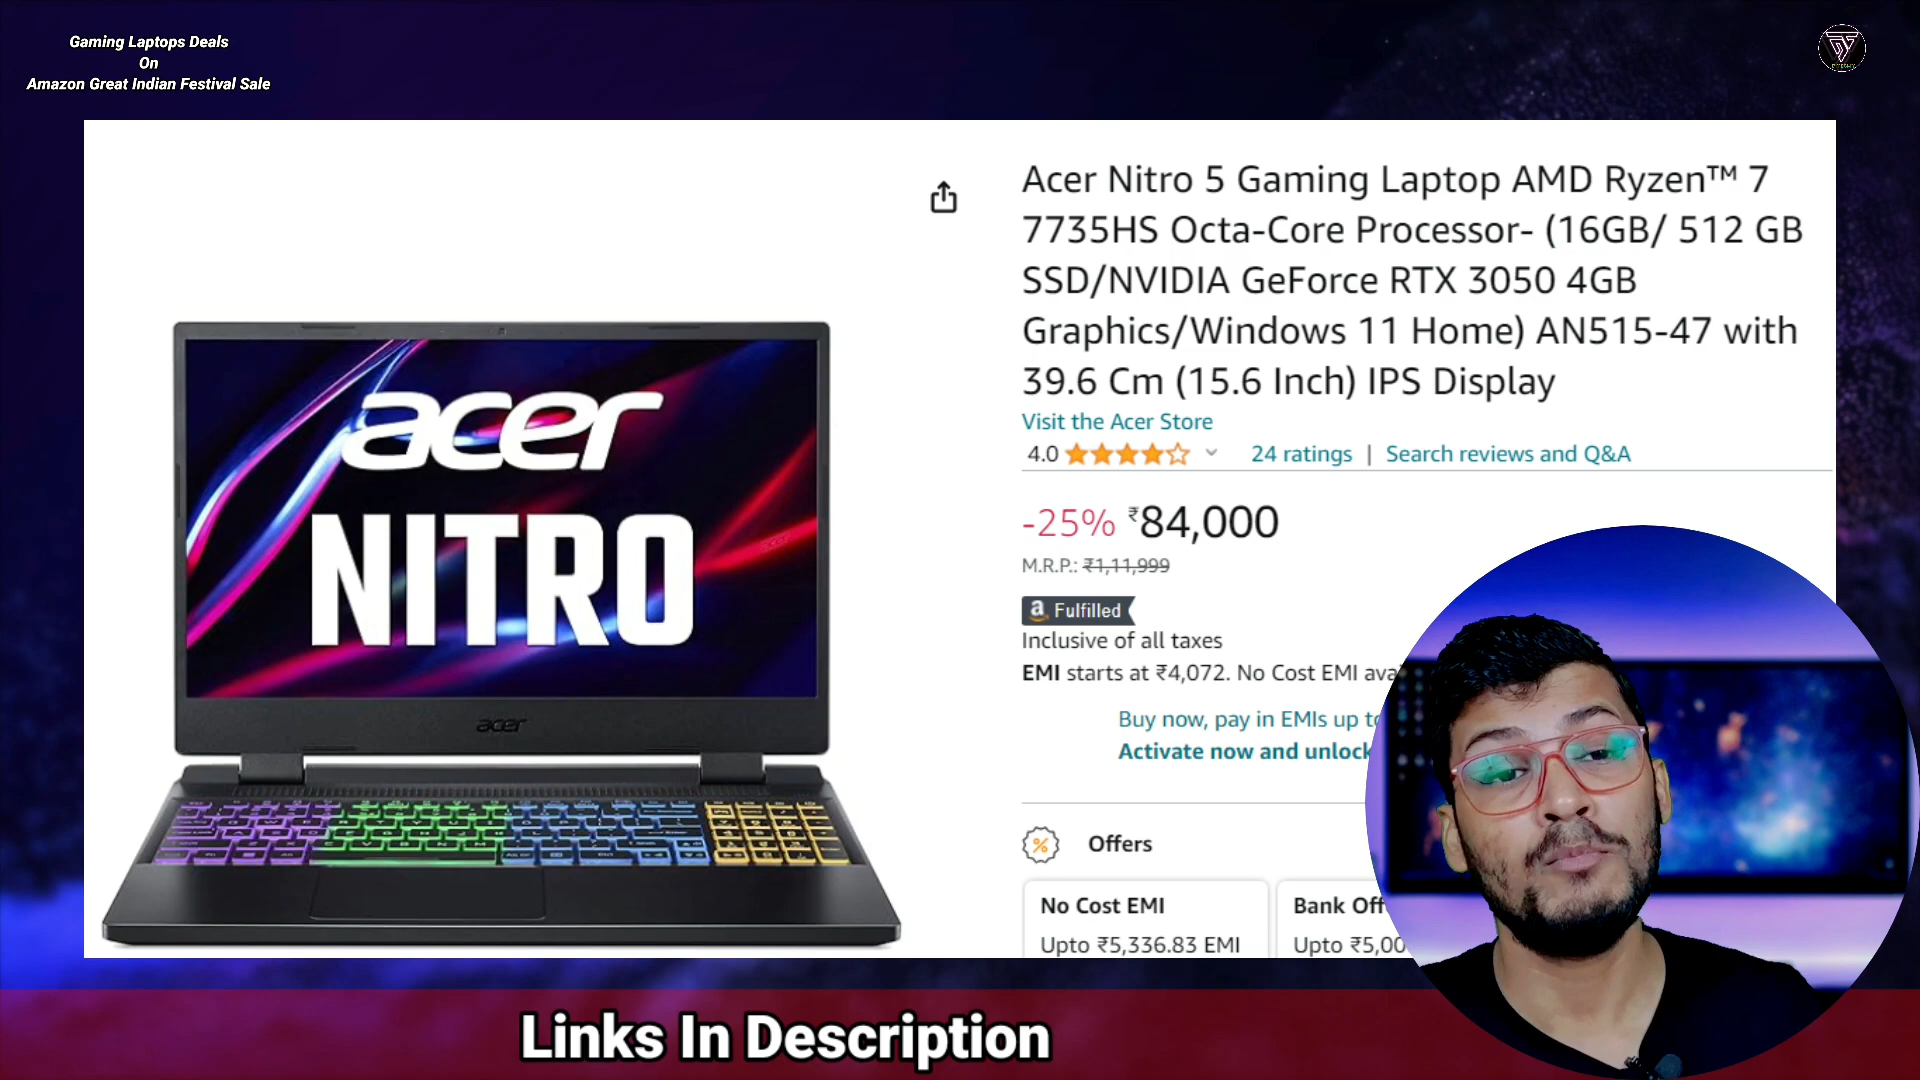 Gaming Laptops Deals
On
Amazon Great Indian Festival Sale
Acer Nitro 5 Gaming Laptop AMD Ryzen™ 7
7735HS Octa-Core Processor- (16GB/ 512 GB
SSD/NVIDIA GeForce RTX 3050 4GB
Graphics/Windows 11 Home) AN515-47 with
39.6 Cm (15.6 Inch) IPS Display
Visit the Acer Store
4.0 24 ratings | Search reviews and Q&A
-25% ₹84,000
M.R.P.: ₹1,11,999
a Fulfilled
Inclusive of all taxes
EMI starts at ₹4,072. No Cost EMI ava
Buy now, pay in EMIs up to
Activate now and unlock
Offers
No Cost EMI
Upto ₹5,336.83 EMI
Bank Off
Upto ₹5,00
acer
NITRO
acer
acer
Links In Description